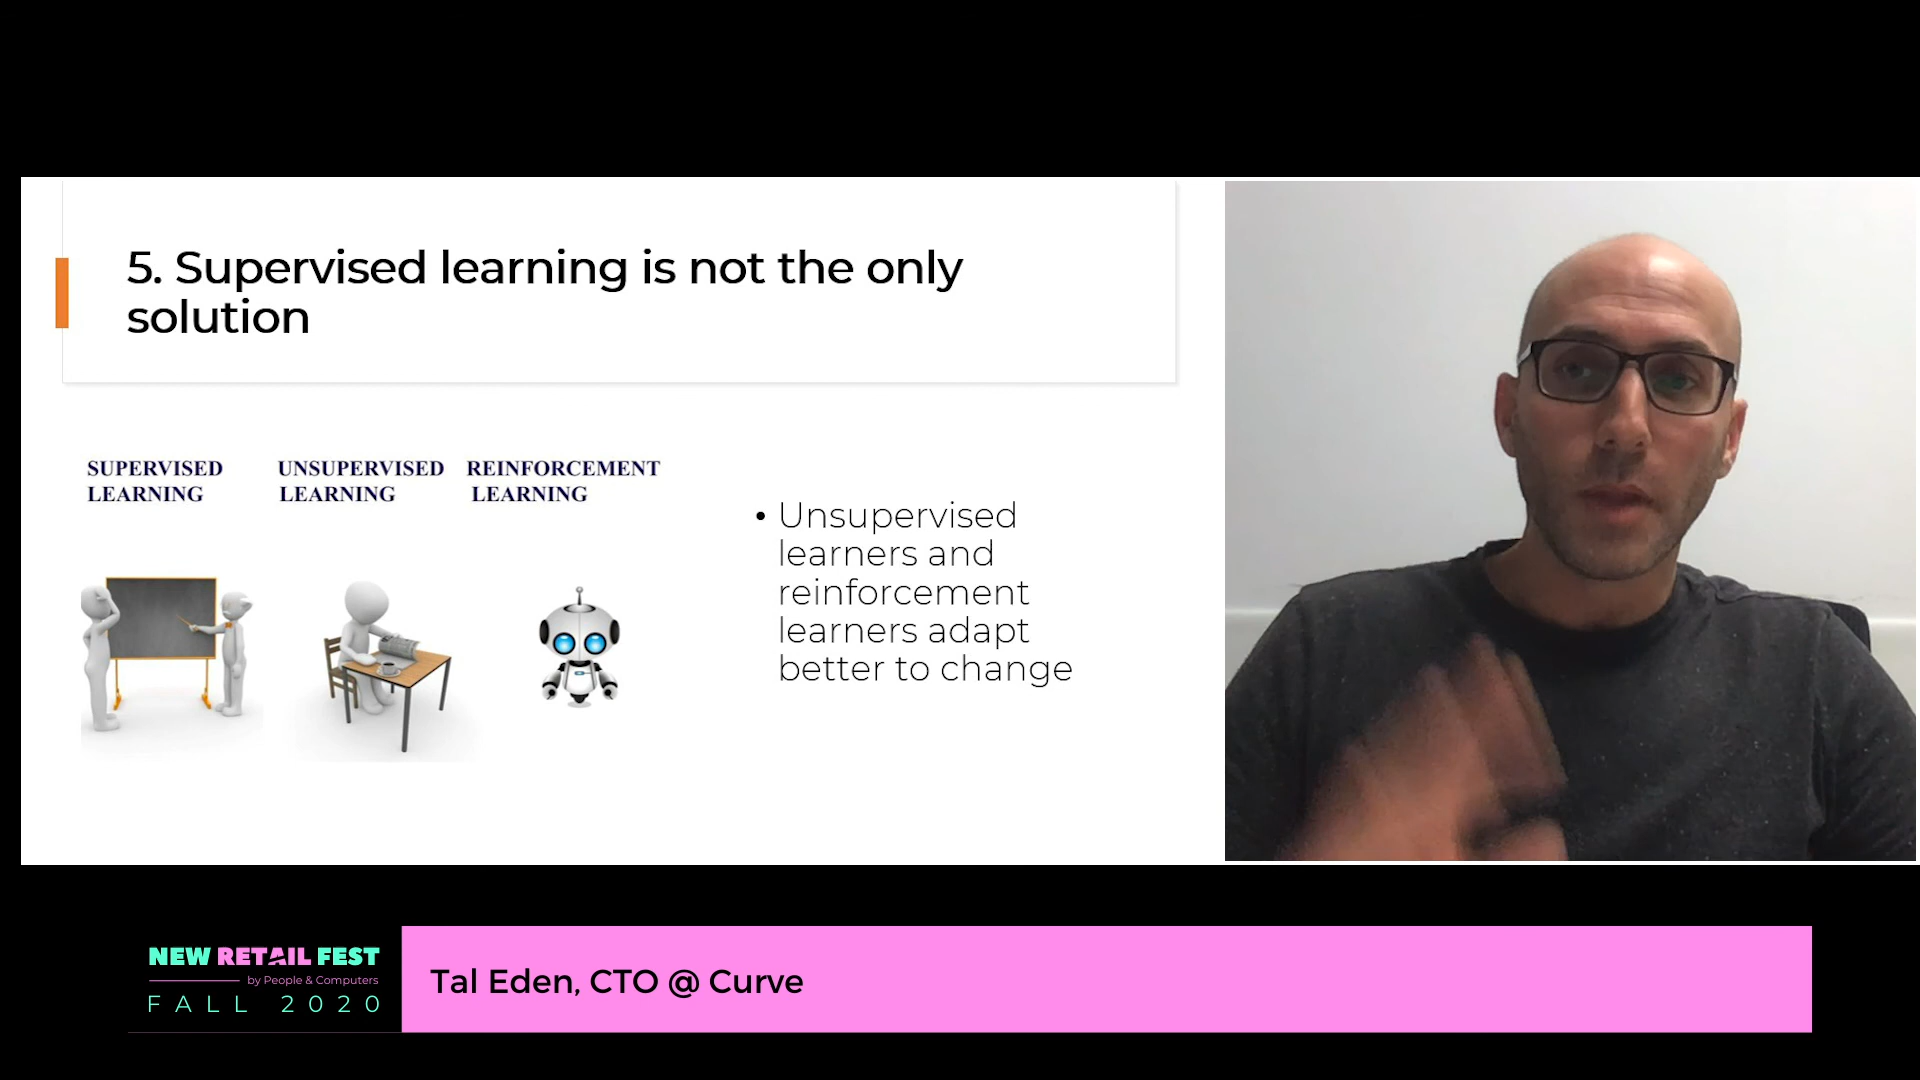 5. Supervised learning is not the only
solution
SUPERVISED
LEARNING
UNSUPERVISED
LEARNING
REINFORCEMENT
LEARNING
• Unsupervised
learners and
reinforcement
learners adapt
better to change
NEW RETAIL FEST
by People & Computers
FALL 2020
Tal Eden, CTO @ Curve